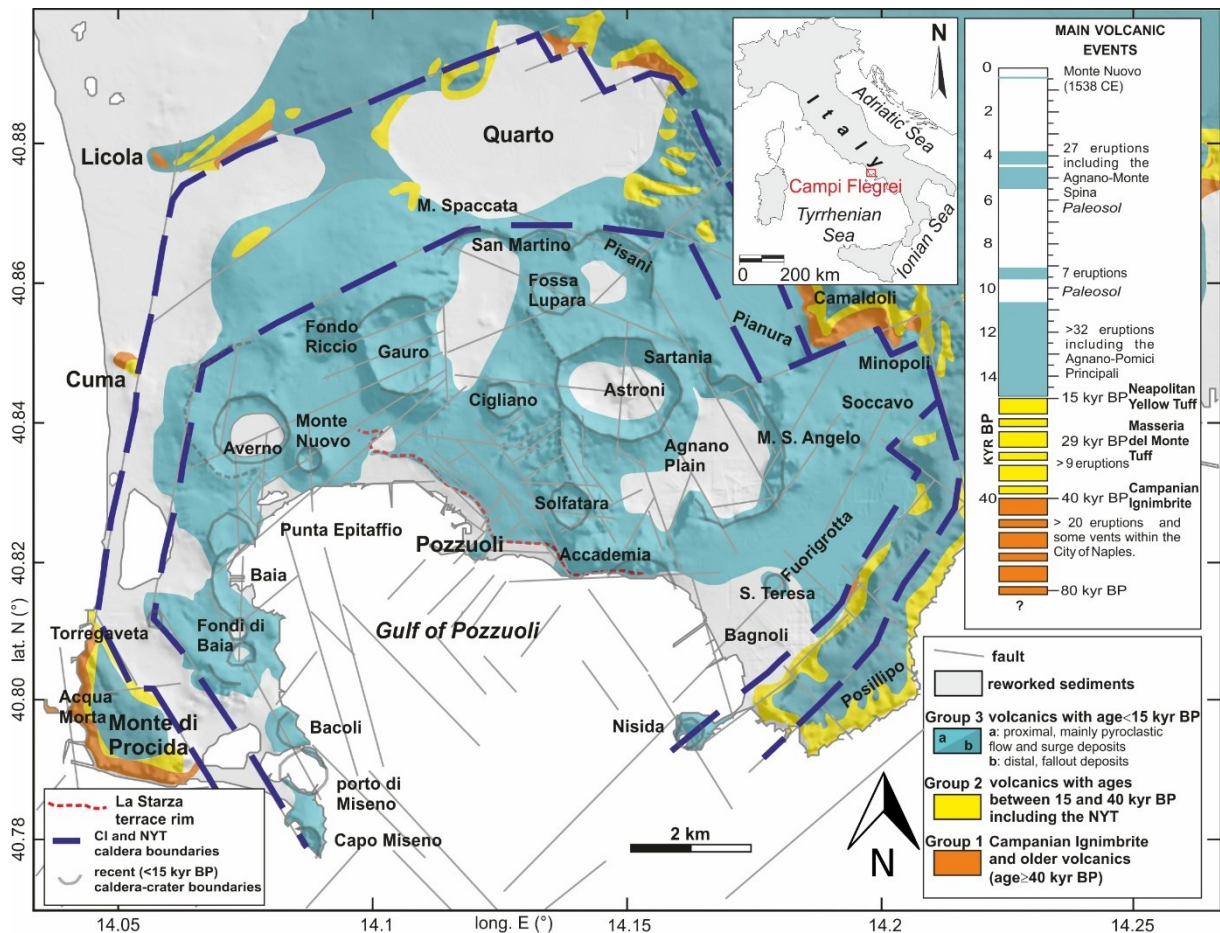 40.88
40.86
40.84
40.82
lat. N (°)
40.80
40.78
14.05
14.1
long. E (°)
14.15
14.2
14.25
Quarto
Licola
M. Spaccata
San Martino
Pisani
Fossa
Lupara
Camaldoli
Pianura
Minopoli
Fondo
Riccio
Gauro
Sartania
Cuma
Astroni
Cigliano
Soccavo
Monte
Nuovo
Averno
Agnano
Plain
M. S. Angelo
Solfatara
Punta Epitaffio
Pozzuoli
Accademia
Fuorigrotta
Baia
S. Teresa
Fondi di
Baia
Gulf of Pozzuoli
Bagnoli
Torregaveta
Posillipo
Acqua
Morta
Monte di
Procida
Bacoli
Nisida
porto di
Miseno
Capo Miseno
2 km
N
La Starza
terrace rim
CI and NYT
caldera boundaries
recent (<15 kyr BP)
caldera-crater boundaries
N
Italy
Adriatic Sea
Campi Flegrei
Tyrrhenian
Sea
Ionian Sea
0 200 km
MAIN VOLCANIC
EVENTS
0
2
4
6
8
10
12
14
40
KYR BP
Monte Nuovo
(1538 CE)
27 eruptions
including the
Agnano-Monte
Spina
Paleosol
7 eruptions
Paleosol
>32 eruptions
including the
Agnano-Pomici
Principali
15 kyr BP
Neapolitan
Yellow Tuff
29 kyr BP
Masseria
del Monte
Tuff
>9 eruptions
40 kyr BP
Campanian
Ignimbrite
> 20 eruptions and
some vents within the
City of Naples.
80 kyr BP
?
fault
reworked sediments
Group 3 volcanics with age<15 kyr BP
a
b
a: proximal, mainly pyroclastic
flow and surge deposits
b: distal, fallout deposits
Group 2 volcanics with ages
between 15 and 40 kyr BP
including the NYT
Group 1 Campanian Ignimbrite
and older volcanics
(age≥40 kyr BP)